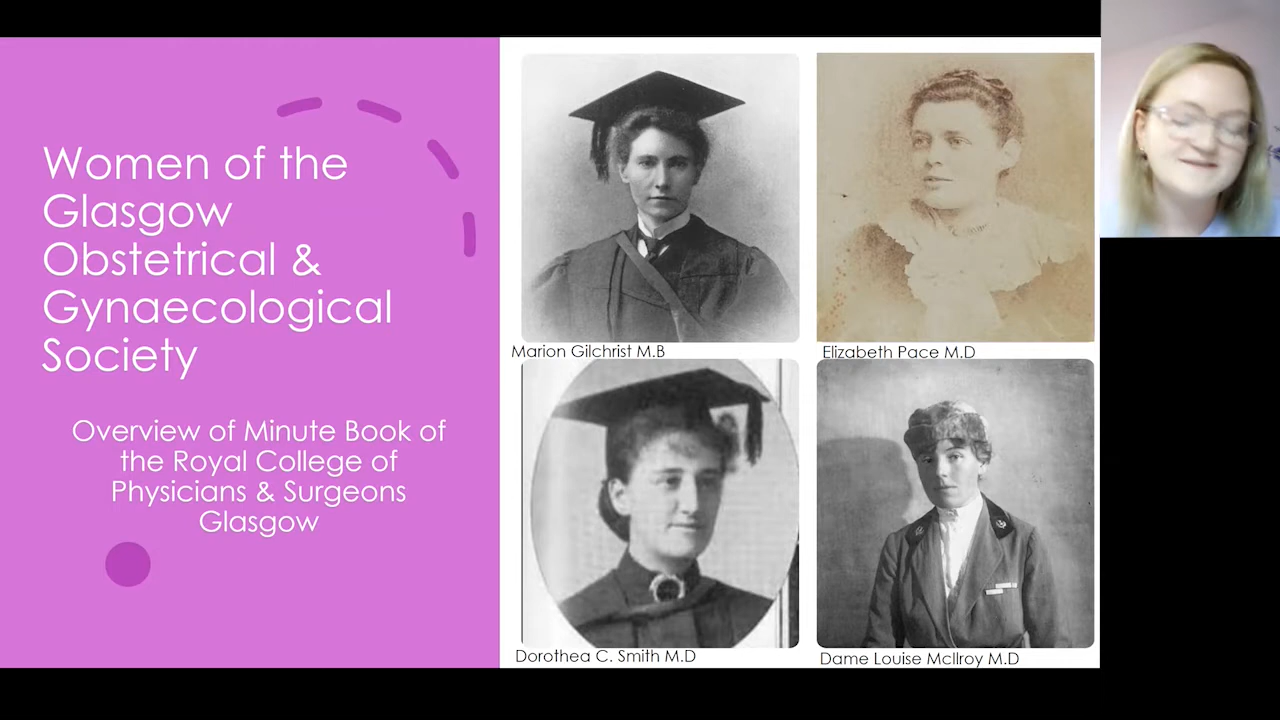 Women of the
Glasgow
Obstetrical &
Gynaecological
Society
Overview of Minute Book of
the Royal College of
Physicians & Surgeons
Glasgow
Marion Gilchrist M.B
Elizabeth Pace M.D
Dorothea C. Smith M.D
Dame Louise McIlroy M.D